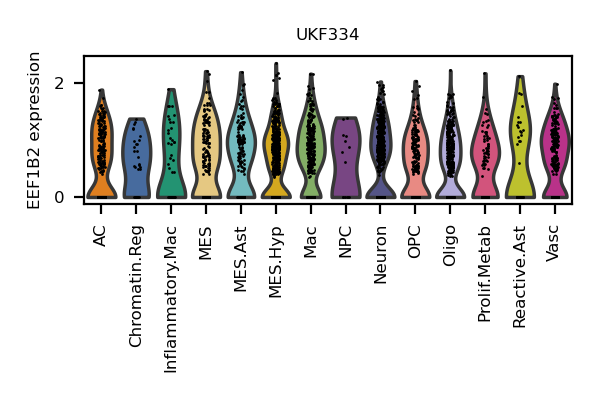 UKF334
EEF1B2 expression
2
0
AC
Chromatin.Reg
Inflammatory.Mac
MES
MES.Ast
MES.Hyp
Mac
NPC
Neuron
OPC
Oligo
Prolif.Metab
Reactive.Ast
Vasc